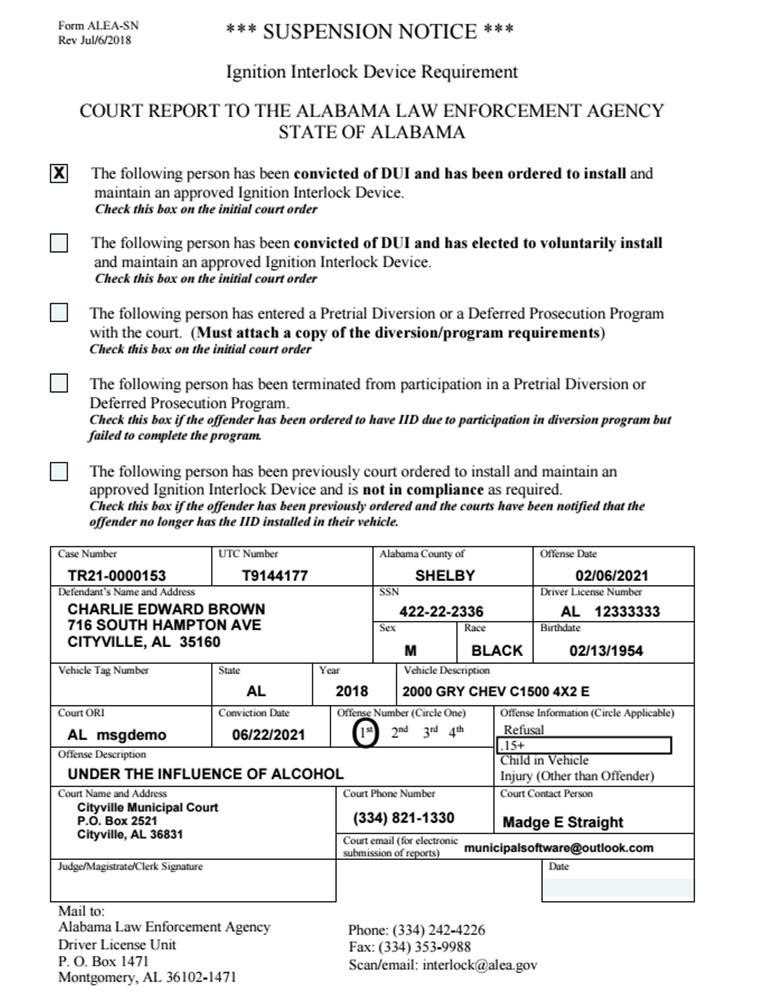 Form ALEA-SN
Rev Jul/6/2018
*** SUSPENSION NOTICE ***
Ignition Interlock Device Requirement
COURT REPORT TO THE ALABAMA LAW ENFORCEMENT AGENCY
STATE OF ALABAMA
X The following person has been convicted of DUI and has been ordered to install and
maintain an approved Ignition Interlock Device.
Check this box on the initial court order
The following person has been convicted of DUI and has elected to voluntarily install
and maintain an approved Ignition Interlock Device.
Check this box on the initial court order
The following person has entered a Pretrial Diversion or a Deferred Prosecution Program
with the court. (Must attach a copy of the diversion/program requirements)
Check this box on the initial court order
The following person has been terminated from participation in a Pretrial Diversion or
Deferred Prosecution Program.
Check this box if the offender has been ordered to have IID due to participation in diversion program but
failed to complete the program.
The following person has been previously court ordered to install and maintain an
approved Ignition Interlock Device and is not in compliance as required.
Check this box if the offender has been previously ordered and the courts have been notified that the
offender no longer has the IID installed in their vehicle.
Case Number UTC Number Alabama County of Offense Date
TR21-0000153 T9144177 SHELBY 02/06/2021
Defendant's Name and Address SSN Driver License Number
CHARLIE EDWARD BROWN
716 SOUTH HAMPTON AVE
CITYVILLE, AL 35160
422-22-2336 AL 12333333
Sex Race Birthdate
M BLACK 02/13/1954
Vehicle Tag Number State Year Vehicle Description
AL 2018 2000 GRY CHEV C1500 4X2 E
Court ORI Conviction Date Offense Number (Circle One) Offense Information (Circle Applicable)
AL msgdemo 06/22/2021 1st 2nd 3rd 4th
Refusal
.15+
Child in Vehicle
Injury (Other than Offender)
Offense Description
UNDER THE INFLUENCE OF ALCOHOL
Court Name and Address Court Phone Number Court Contact Person
Cityville Municipal Court
P.O. Box 2521
Cityville, AL 36831
(334) 821-1330 Madge E Straight
Court email (for electronic
submission of reports) municipalsoftware@outlook.com
Judge/Magistrate/Clerk Signature Date
Mail to:
Alabama Law Enforcement Agency
Driver License Unit
P. O. Box 1471
Montgomery, AL 36102-1471
Phone: (334) 242-4226
Fax: (334) 353-9988
Scan/email: interlock@alea.gov